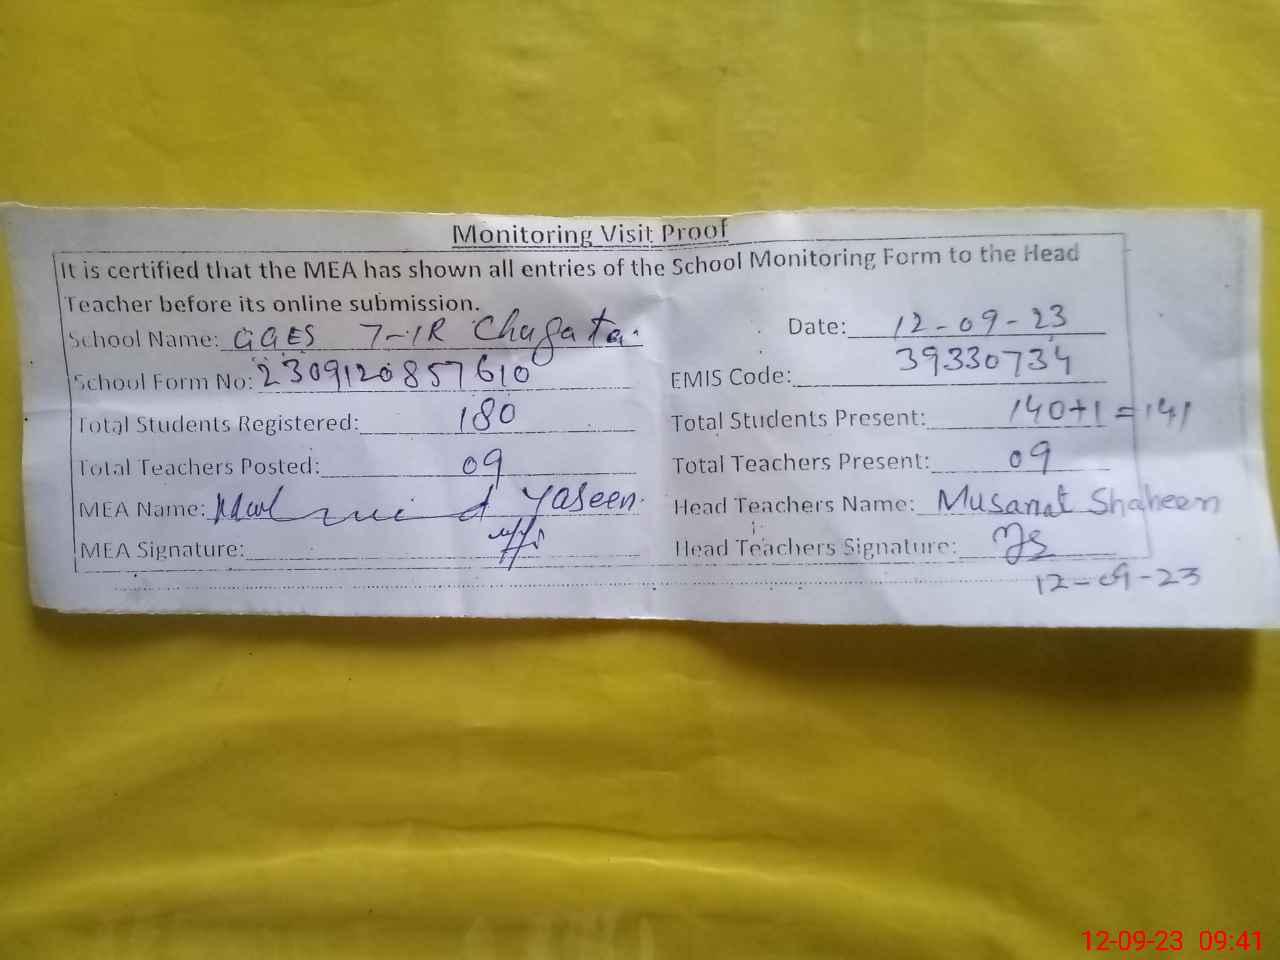 Monitoring Visit Proof
It is certified that the MEA has shown all entries of the School Monitoring Form to the Head
Teacher before its online submission.
School Name: GGES 7-1R Chagatai Date: 12-09-23
School Form No: 2309120857610 EMIS Code: 39330734
Total Students Registered: 180 Total Students Present: 140+1=141
Total Teachers Posted: 09 Total Teachers Present: 09
MEA Name: Yaseen Head Teachers Name: Musarrat Shaheen
MEA Signature: Head Teachers Signature:
12-09-23
12-09-23 09:41